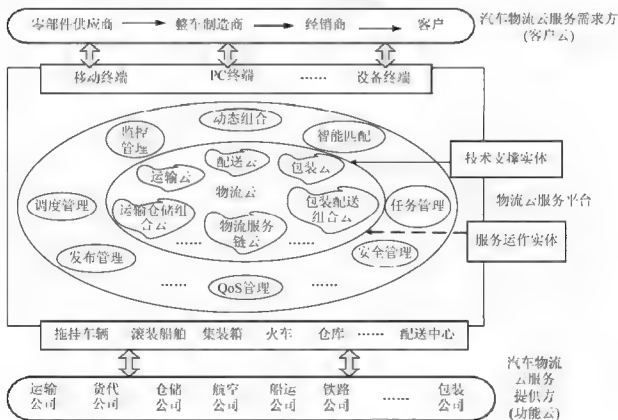 零部件供应商 整车制造商 经销商 客户
汽车物流云服务需求方
(客户云)
移动终端 PC终端 …… 设备终端
动态组合
监控
管理
智能匹配
配送云
包装云
运输云
物流云
技术支撑实体
调度管理
运输仓储组
合云
物流服务
链云
包装配送
组合云
任务管理
物流云服务平台
…… ……
服务运作实体
发布管理
安全管理
…… QoS管理 ……
拖挂车辆 滚装船舶 集装箱 火车 仓库 …… 配送中心
汽车物流
云服务
提供方
(功能云)
运输 货代 仓储 航空 船运 铁路 包装
公司 公司 公司 公司 公司 公司 …… 公司